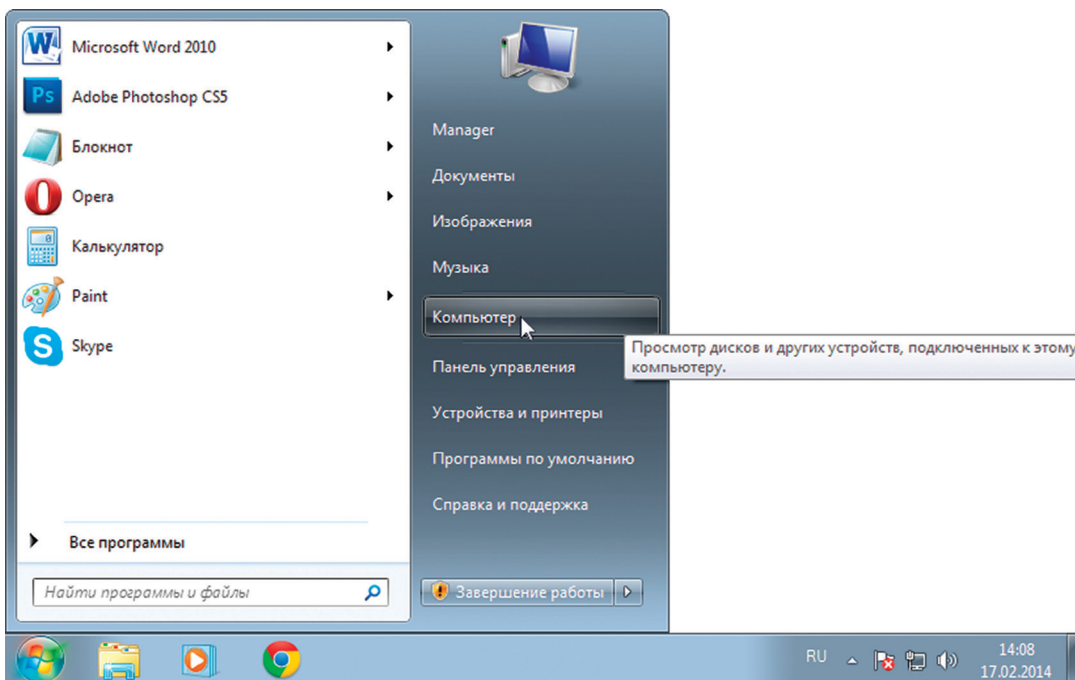 Microsoft Word 2010
Adobe Photoshop CS5
Блокнот
Opera
Калькулятор
Paint
Skype
Все программы
Найти программы и файлы
Manager
Документы
Изображения
Музыка
Компьютер
Просмотр дисков и других устройств, подключенных к этому
компьютеру.
Панель управления
Устройства и принтеры
Программы по умолчанию
Справка и поддержка
Завершение работы
RU
14:08
17.02.2014